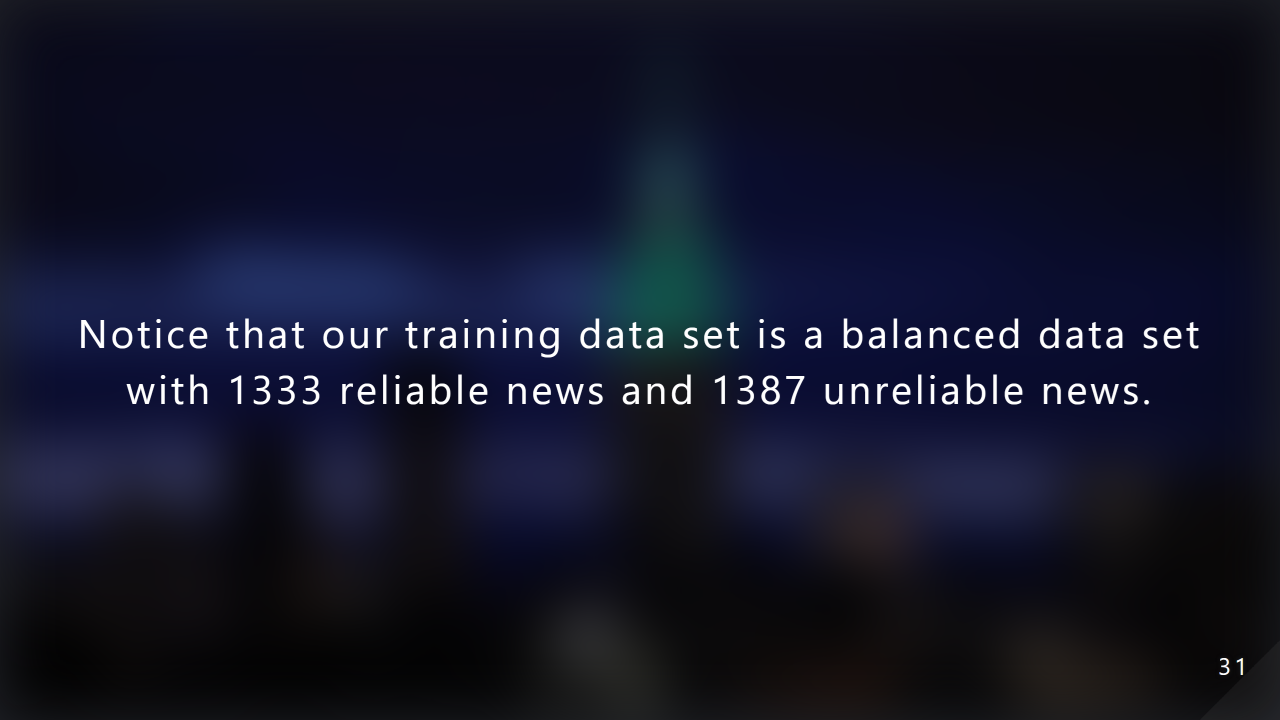 Notice that our training data set is a balanced data set
with 1333 reliable news and 1387 unreliable news.
31